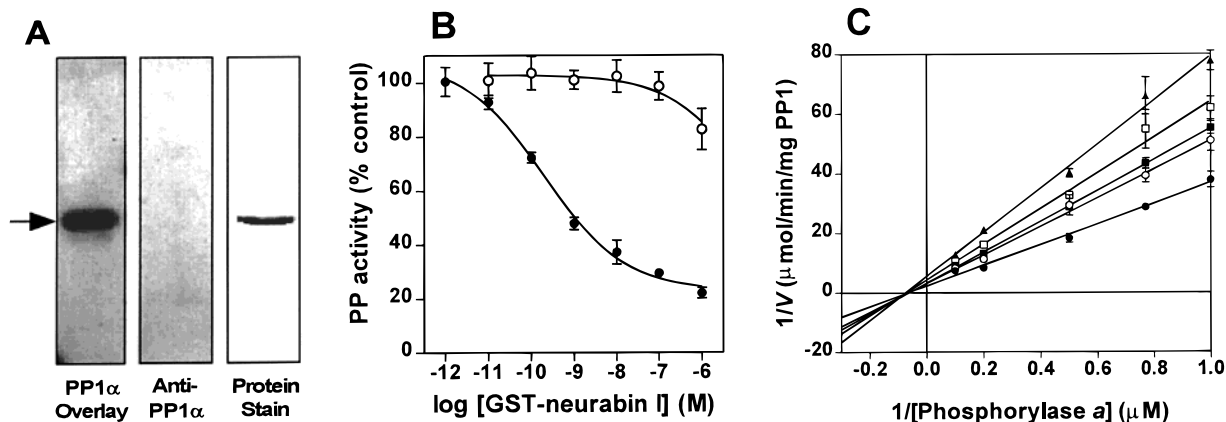 A
PP1α
Overlay
Anti-
PP1α
Protein
Stain
B
PP activity (% control)
100
80
60
40
20
0
-12 -11 -10 -9 -8 -7 -6
log [GST-neurabin I] (M)
C
1/V (μmol/min/mg PP1)
80
60
40
20
0
-20
-0.2 0.0 0.2 0.4 0.6 0.8 1.0
1/[Phosphorylase a] (μM)